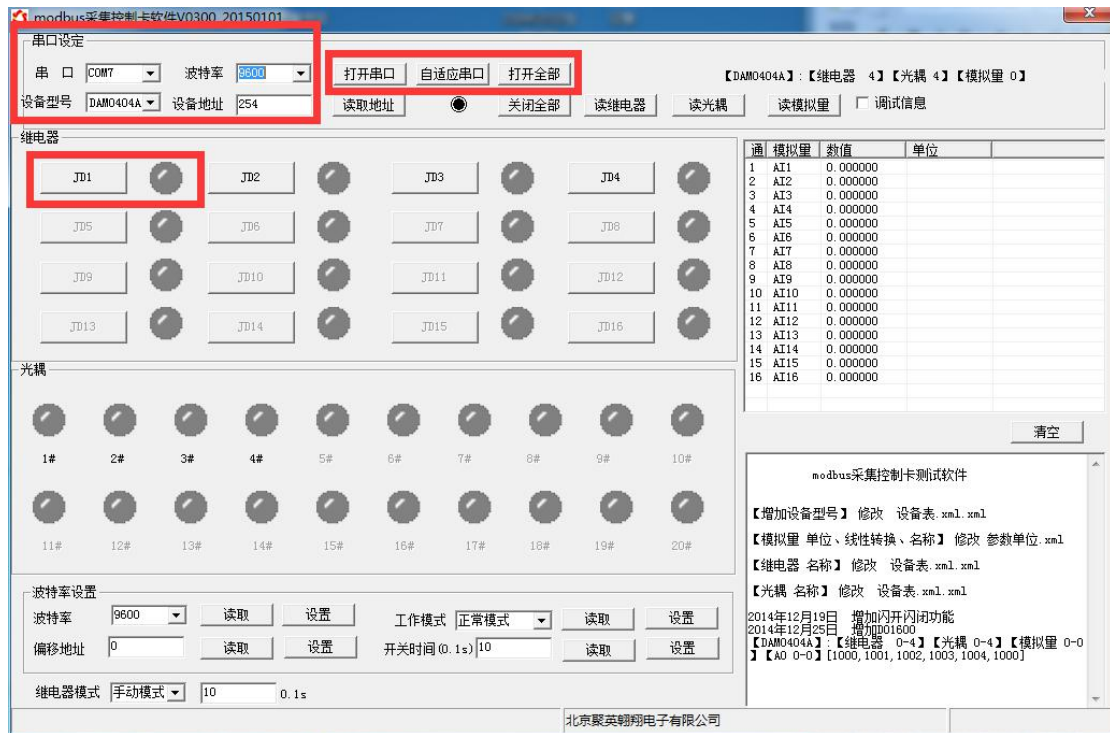 modbus采集控制卡软件V0300_20150101
串口设定
串 口 COM7 波特率 9600 打开串口 自适应串口 打开全部 【DAM0404A】:【继电器 4】【光耦 4】【模拟量 0】
设备型号 DAM0404A 设备地址 254 读取地址 关闭全部 读继电器 读光耦 读模拟量 调试信息
继电器
JD1 JD2 JD3 JD4
JD5 JD6 JD7 JD8
JD9 JD10 JD11 JD12
JD13 JD14 JD15 JD16
光耦
1# 2# 3# 4# 5# 6# 7# 8# 9# 10#
11# 12# 13# 14# 15# 16# 17# 18# 19# 20#
波特率设置
波特率 9600 读取 设置 工作模式 正常模式 读取 设置
偏移地址 0 读取 设置 开关时间(0.1s) 10 读取 设置
继电器模式 手动模式 10 0.1s
通 模拟量 数值 单位
1 AI1 0.000000
2 AI2 0.000000
3 AI3 0.000000
4 AI4 0.000000
5 AI5 0.000000
6 AI6 0.000000
7 AI7 0.000000
8 AI8 0.000000
9 AI9 0.000000
10 AI10 0.000000
11 AI11 0.000000
12 AI12 0.000000
13 AI13 0.000000
14 AI14 0.000000
15 AI15 0.000000
16 AI16 0.000000
清空
modbus采集控制卡测试软件
【增加设备型号】 修改 设备表.xml.xml
【模拟量 单位、线性转换、名称】 修改 参数单位.xml
【继电器 名称】 修改 设备表.xml.xml
【光耦 名称】 修改 设备表.xml.xml
2014年12月19日 增加闪开闪闭功能
2014年12月25日 增加DO1600
【DAM0404A】:【继电器 0-4】【光耦 0-4】【模拟量 0-0
】【AO 0-0】[1000,1001,1002,1003,1004,1000]
北京聚英翱翔电子有限公司